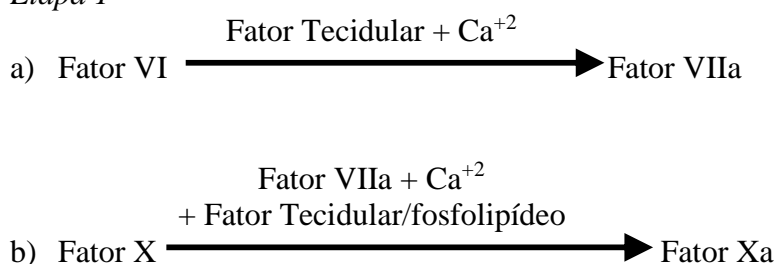 Etapa 1
Fator Tecidular + Ca+2
a) Fator VI Fator VIIa
Fator VIIa + Ca+2
+ Fator Tecidular/fosfolipídeo
b) Fator X Fator Xa